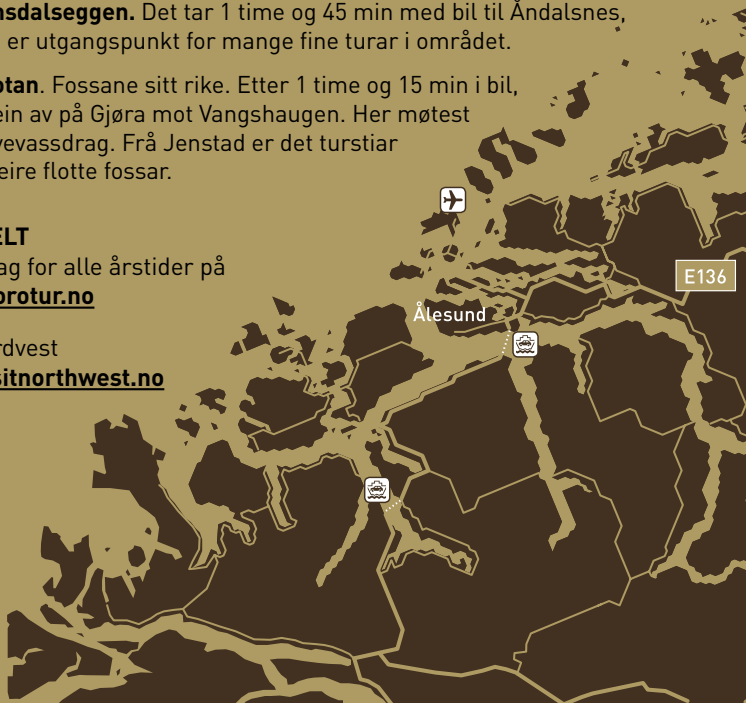 nsdalseggen. Det tar 1 time og 45 min med bil til Åndalsnes,
er utgangspunkt for mange fine turar i området.
otan. Fossane sitt rike. Etter 1 time og 15 min i bil,
ein av på Gjøra mot Vangshaugen. Her møtest
vevassdrag. Frå Jenstad er det turstiar
eire flotte fossar.
ELT
ag for alle årstider på
orotur.no
rdvest
sitnorthwest.no
E136
Ålesund